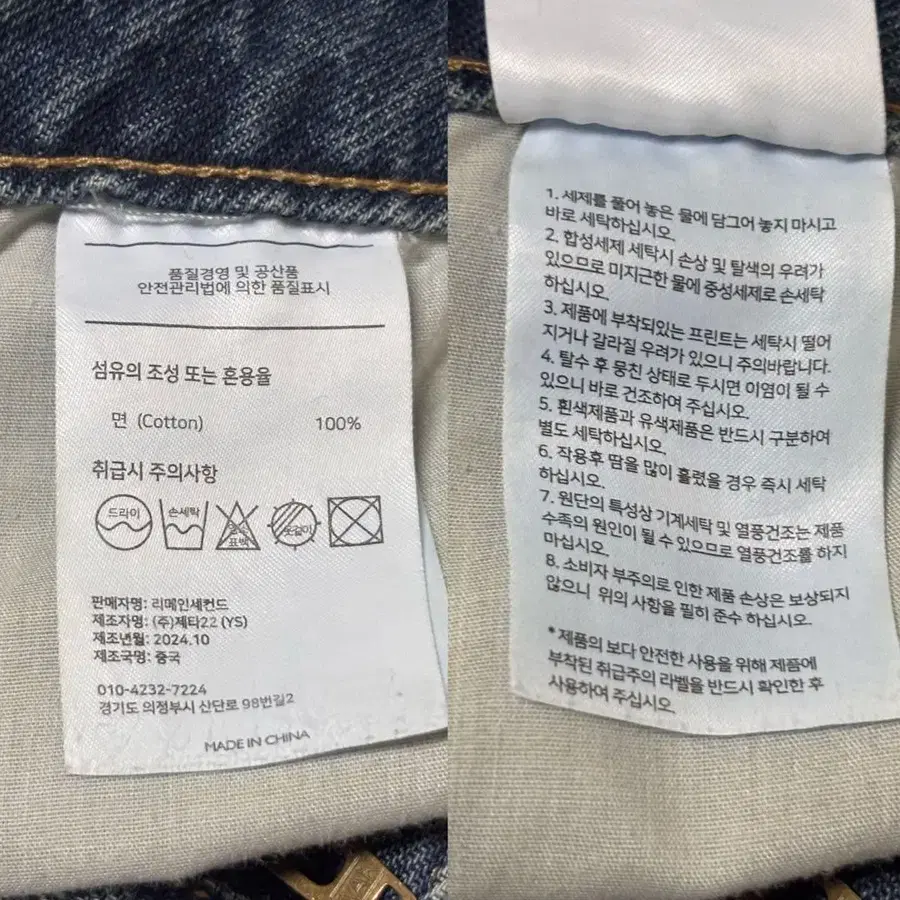 품질경영 및 공산품
안전관리법에 의한 품질표시
섬유의 조성 또는 혼용율
면 (Cotton) 100%
취급시 주의사항
드라이
손세탁
염소
표백
옷걸이
판매자명: 리메인세컨드
제조자명: (주)제타22 (YS)
제조년월: 2024.10
제조국명: 중국
010-4232-7224
경기도 의정부시 산단로 98번길2
MADE IN CHINA
1. 세제를 풀어 놓은 물에 담그어 놓지 마시고
바로 세탁하십시오.
2. 합성세제 세탁시 손상 및 탈색의 우려가
있으므로 미지근한 물에 중성세제로 손세탁
하십시오.
3. 제품에 부착되있는 프린트는 세탁시 떨어
지거나 갈라질 우려가 있으니 주의바랍니다.
4. 탈수 후 뭉친 상태로 두시면 이염이 될 수
있으니 바로 건조하여 주십시오.
5. 흰색제품과 유색제품은 반드시 구분하여
별도 세탁하십시오.
6. 작용후 땀을 많이 흘렸을 경우 즉시 세탁
하십시오.
7. 원단의 특성상 기계세탁 및 열풍건조는 제품
수족의 원인이 될 수 있으므로 열풍건조를 하지
마십시오.
8. 소비자 부주의로 인한 제품 손상은 보상되지
않으니 위의 사항을 필히 준수 하십시오.
* 제품의 보다 안전한 사용을 위해 제픔에
부착된 취급주의 라벨을 반드시 확인한 후
사용하여 주십시오.